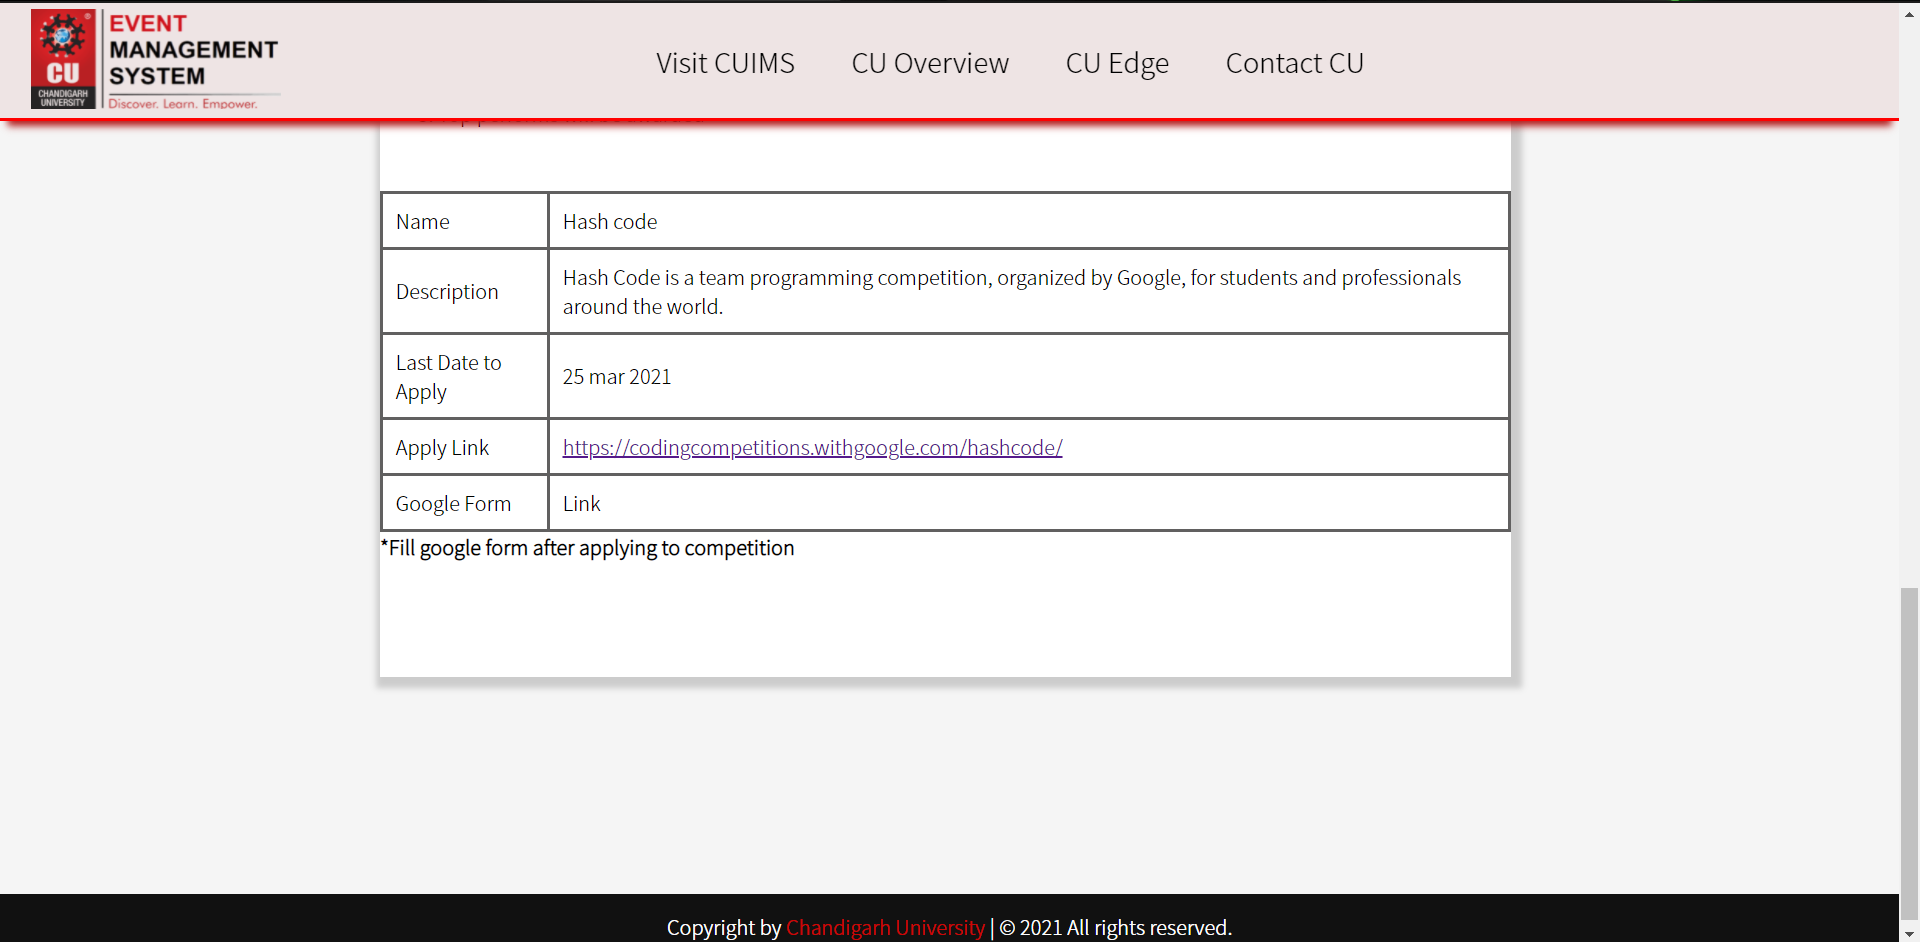 EVENT
MANAGEMENT
SYSTEM
CU
CHANDIGARH
UNIVERSITY
Discover. Learn. Empower.
Visit CUIMS CU Overview CU Edge Contact CU
Name Hash code
Description Hash Code is a team programming competition, organized by Google, for students and professionals
around the world.
Last Date to
Apply 25 mar 2021
Apply Link https://codingcompetitions.withgoogle.com/hashcode/
Google Form Link
*Fill google form after applying to competition
Copyright by Chandigarh University | © 2021 All rights reserved.